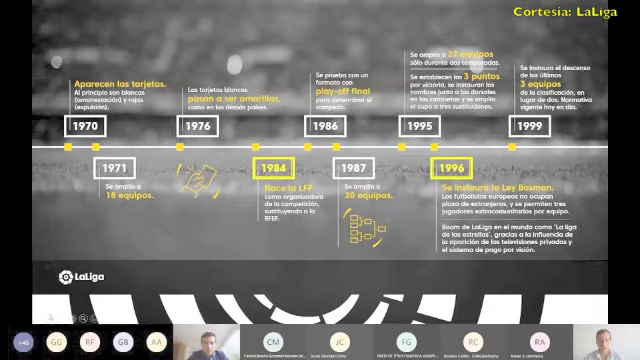 Cortesía: LaLiga
Aparecen las tarjetas.
Al principio son blancas
(amonestación) y rojas
(expulsión).
1970
Las tarjetas blancas
pasan a ser amarillas,
como en los demás países.
1976
Se prueba con un
formato con
play-off final
para determinar el
campeón.
1986
Se amplía a 22 equipos
sólo durante dos temporadas.
Se establecen los 3 puntos
por victoria, se instauran los
nombres junto a los dorsales
en las camisetas y se amplía
el cupo a tres sustituciones.
1995
Se instaura el descenso
de los últimos
3 equipos
de la clasificación, en
lugar de dos. Normativa
vigente hoy en día.
1999
1971
Se amplía a
18 equipos.
1984
Nace la LFP
como organizadora
de la competición,
sustituyendo a la
RFEF.
1987
Se amplía a
20 equipos.
1996
Se instaura la Ley Bosman.
Los futbolistas europeos no ocupan
plaza de extranjeros, y se permiten tres
jugadores extracomunitarios por equipo.
Boom de LaLiga en el mundo como 'La liga
de las estrellas', gracias a la influencia de
la aparición de las televisiones privadas y
el sistema de pago por visión.
LaLiga
+45
GG
RF
GB
AA
CM
JC
FG
RC
RA